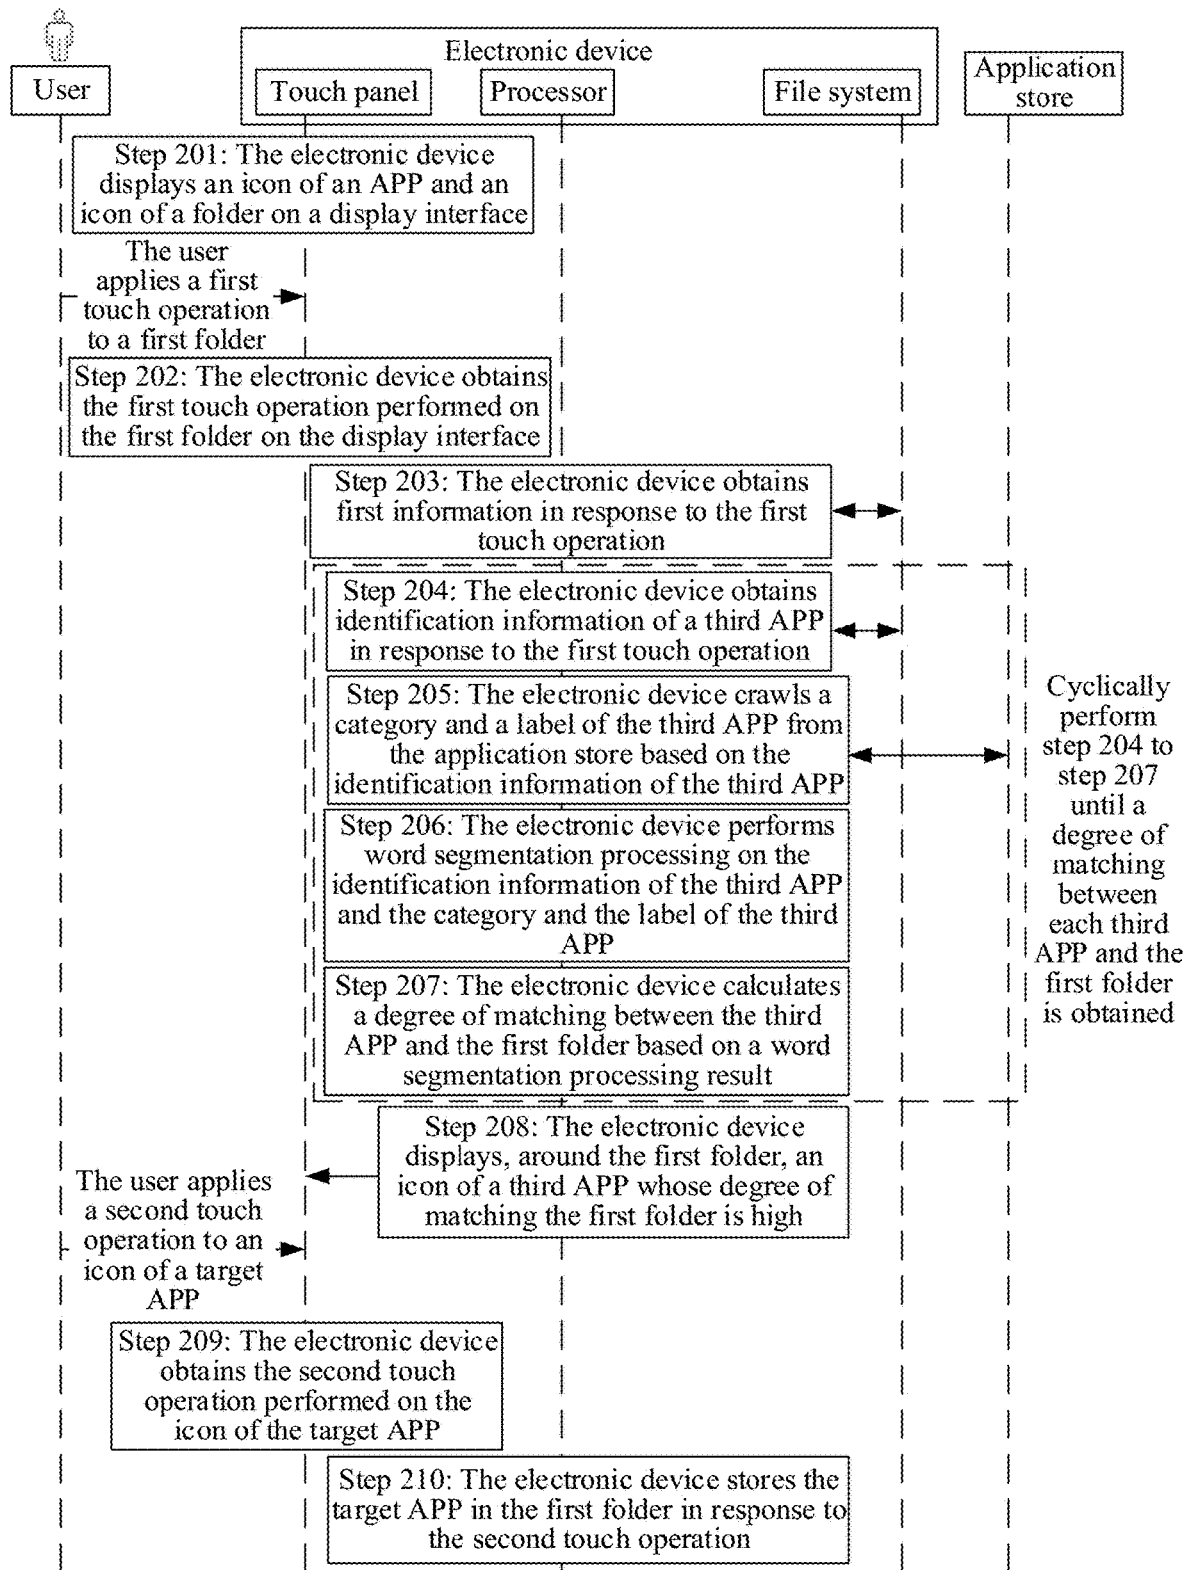 Electronic device
User
Touch panel
Processor
File system
Application
store
Step 201: The electronic device
displays an icon of an APP and an
icon of a folder on a display interface
The user
applies a first
touch operation
to a first folder
Step 202: The electronic device obtains
the first touch operation performed on
the first folder on the display interface
Step 203: The electronic device obtains
first information in response to the first
touch operation
Step 204: The electronic device obtains
identification information of a third APP
in response to the first touch operation
Step 205: The electronic device crawls a
category and a label of the third APP from
the application store based on the
identification information of the third APP
Step 206: The electronic device performs
word segmentation processing on the
identification information of the third APP
and the category and the label of the third
APP
Step 207: The electronic device calculates
a degree of matching between the third
APP and the first folder based on a word
segmentation processing result
Cyclically
perform
step 204 to
step 207
until a
degree of
matching
between
each third
APP and the
first folder
is obtained
Step 208: The electronic device
displays, around the first folder, an
icon of a third APP whose degree of
matching the first folder is high
The user applies
a second touch
operation to an
icon of a target
APP
Step 209: The electronic device
obtains the second touch
operation performed on the
icon of the target APP
Step 210: The electronic device stores the
target APP in the first folder in response to
the second touch operation